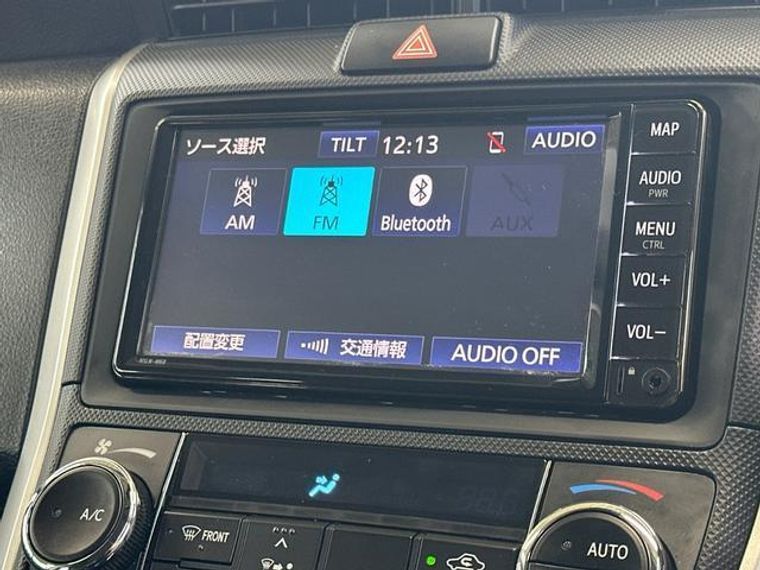 ソース選択 TILT 12:13 AUDIO
AM FM Bluetooth AUX
配置変更 交通情報 AUDIO OFF
MAP
AUDIO
PWR
MENU
CTRL
VOL+
VOL-
A/C
FRONT
AUTO